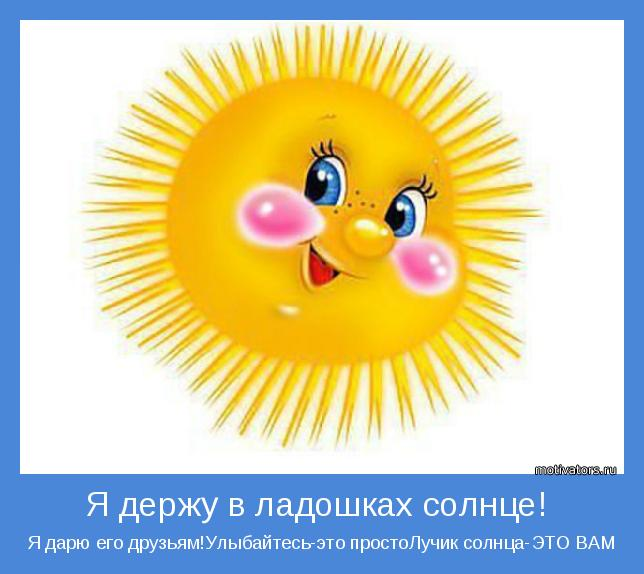 motivators.ru
Я держу в ладошках солнце!
Я дарю его друзьям!Улыбайтесь-это простоЛучик солнца-ЭТО ВАМ